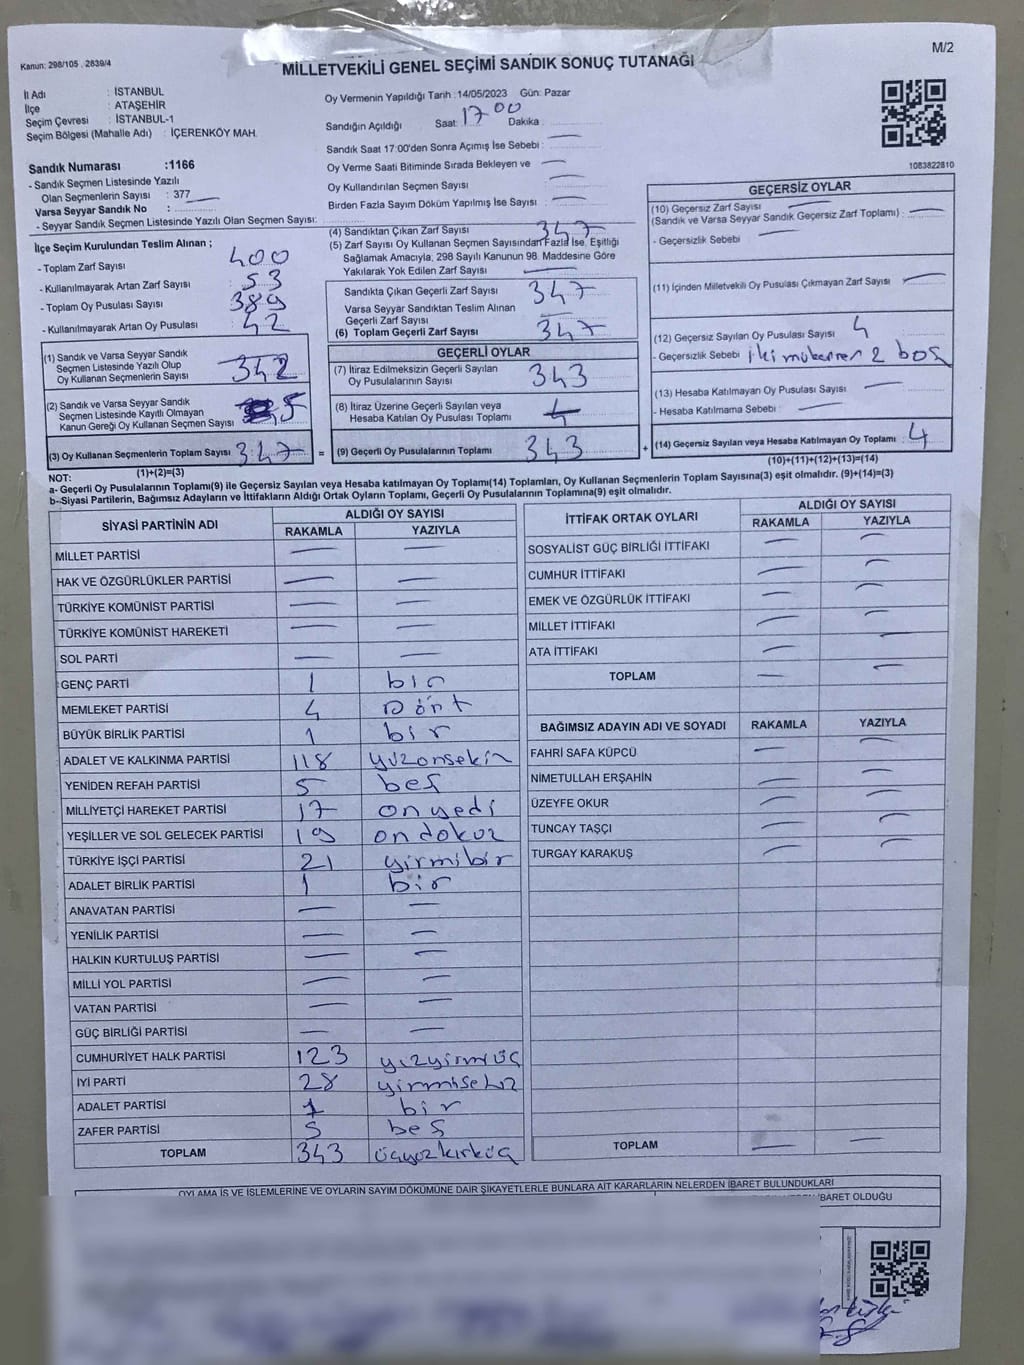 M/2
Kanun: 298/105 , 2839/4
MİLLETVEKİLİ GENEL SEÇİMİ SANDIK SONUÇ TUTANAĞI
İl Adı : İSTANBUL
İlçe : ATAŞEHİR
Seçim Çevresi : İSTANBUL-1
Seçim Bölgesi (Mahalle Adı) : İÇERENKÖY MAH.
Sandık Numarası :1166
- Sandık Seçmen Listesinde Yazılı
Olan Seçmenlerin Sayısı : 377
Varsa Seyyar Sandık No :
- Seyyar Sandık Seçmen Listesinde Yazılı Olan Seçmen Sayısı:
Oy Vermenin Yapıldığı Tarih :14/05/2023 Gün: Pazar
Sandığın Açıldığı Saat: 17 00 Dakika :
Sandık Saat 17:00'den Sonra Açımış İse Sebebi : —
Oy Verme Saati Bitiminde Sırada Bekleyen ve —
Oy Kullandırılan Seçmen Sayısı —
Birden Fazla Sayım Döküm Yapılmış İse Sayısı : —
1083822810
İlçe Seçim Kurulundan Teslim Alınan ;
- Toplam Zarf Sayısı : 400
- Kullanılmayarak Artan Zarf Sayısı : 53
- Toplam Oy Pusulası Sayısı : 389
- Kullanılmayarak Artan Oy Pusulası : 42
(1) Sandık ve Varsa Seyyar Sandık
Seçmen Listesinde Yazılı Olup
Oy Kullanan Seçmenlerin Sayısı : 342
(2) Sandık ve Varsa Seyyar Sandık
Seçmen Listesinde Kayıtlı Olmayan
Kanun Gereği Oy Kullanan Seçmen Sayısı : 5
(3) Oy Kullanan Seçmenlerin Toplam Sayısı : 347
(1)+(2)=(3)
(4) Sandıktan Çıkan Zarf Sayısı : 347
(5) Zarf Sayısı Oy Kullanan Seçmen Sayısından Fazla İse, Eşitliği
Sağlamak Amacıyla, 298 Sayılı Kanunun 98. Maddesine Göre
Yakılarak Yok Edilen Zarf Sayısı : —
Sandıkta Çıkan Geçerli Zarf Sayısı : 347
Varsa Seyyar Sandıktan Teslim Alınan
Geçerli Zarf Sayısı : —
(6) Toplam Geçerli Zarf Sayısı : 347
GEÇERLİ OYLAR
(7) İtiraz Edilmeksizin Geçerli Sayılan
Oy Pusulalarının Sayısı : 343
(8) İtiraz Üzerine Geçerli Sayılan veya
Hesaba Katılan Oy Pusulası Toplamı :
= (9) Geçerli Oy Pusulalarının Toplamı : 343
GEÇERSİZ OYLAR
(10) Geçersiz Zarf Sayısı
(Sandık ve Varsa Seyyar Sandık Geçersiz Zarf Toplamı) : —
- Geçersizlik Sebebi : —
(11) İçinden Milletvekili Oy Pusulası Çıkmayan Zarf Sayısı : —
(12) Geçersiz Sayılan Oy Pusulası Sayısı : 4
- Geçersizlik Sebebi : iki mükerrer 2 boş
(13) Hesaba Katılmayan Oy Pusulası Sayısı : —
- Hesaba Katılmama Sebebi : —
+ (14) Geçersiz Sayılan veya Hesaba Katılmayan Oy Toplamı : 4
(10)+(11)+(12)+(13)=(14)
NOT:
a- Geçerli Oy Pusulasının Toplamı(9) ile Geçersiz Sayılan veya Hesaba katılmayan Oy Toplamı(14) Toplamları, Oy Kullanan Seçmenlerin Toplam Sayısına(3) eşit olmalıdır. (9)+(14)=(3)
b- Siyasi Partilerin, Bağımsız Adayların ve İttifakların Aldığı Ortak Oyların Toplamı, Geçerli Oy Pusulalarının Toplamına(9) eşit olmalıdır.
SİYASİ PARTİNİN ADI ALDIĞI OY SAYISI
RAKAMLA YAZIYLA
MİLLET PARTİSİ — —
HAK VE ÖZGÜRLÜKLER PARTİSİ — —
TÜRKİYE KOMÜNİST PARTİSİ — —
TÜRKİYE KOMÜNİST HAREKETİ — —
SOL PARTİ — —
GENÇ PARTİ 1 bir
MEMLEKET PARTİSİ 4 Dört
BÜYÜK BİRLİK PARTİSİ 1 bir
ADALET VE KALKINMA PARTİSİ 118 yüzonsekiz
YENİDEN REFAH PARTİSİ 5 beş
MİLLİYETÇİ HAREKET PARTİSİ 17 onyedi
YEŞİLLER VE SOL GELECEK PARTİSİ 19 ondokuz
TÜRKİYE İŞÇİ PARTİSİ 21 yirmibir
ADALET BİRLİK PARTİSİ 1 bir
ANAVATAN PARTİSİ — —
YENİLİK PARTİSİ — —
HALKIN KURTULUŞ PARTİSİ — —
MİLLİ YOL PARTİSİ — —
VATAN PARTİSİ — —
GÜÇ BİRLİĞİ PARTİSİ — —
CUMHURİYET HALK PARTİSİ 123 yüzyirmiüç
İYİ PARTİ 28 yirmisekiz
ADALET PARTİSİ 1 bir
ZAFER PARTİSİ 5 beş
TOPLAM 343 üçyüzkırküç
İTTİFAK ORTAK OYLARI ALDIĞI OY SAYISI
RAKAMLA YAZIYLA
SOSYALİST GÜÇ BİRLİĞİ İTTİFAKI — —
CUMHUR İTTİFAKI — —
EMEK VE ÖZGÜRLÜK İTTİFAKI — —
MİLLET İTTİFAKI — —
ATA İTTİFAKI — —
TOPLAM — —
BAĞIMSIZ ADAYIN ADI VE SOYADI RAKAMLA YAZIYLA
FAHRİ SAFA KÜPCÜ — —
NİMETULLAH ERŞAHİN — —
ÜZEYFE OKUR — —
TUNCAY TAŞÇI — —
TURGAY KARAKUŞ — —
TOPLAM — —
OYLAMA İŞ VE İŞLEMLERİNE VE OYLARIN SAYIM DÖKÜMÜNE DAİR ŞİKAYETLERLE BUNLARA AİT KARARLARIN NELERDEN İBARET BULUNDUKLARI
İBARET OLDUĞU